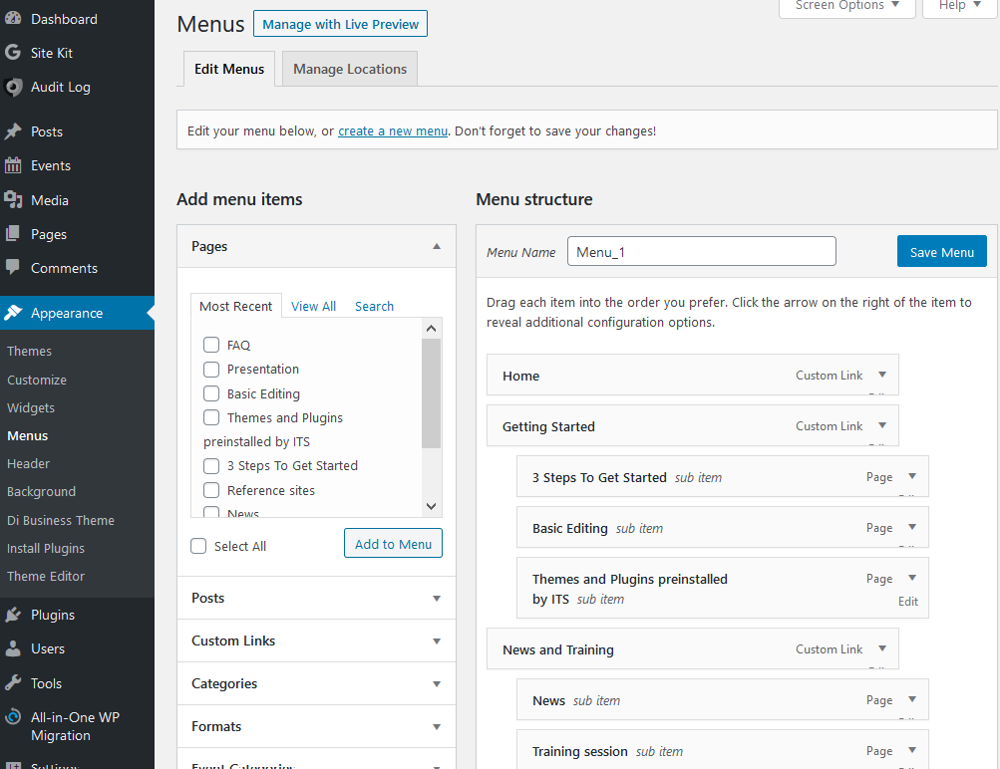 Dashboard
Site Kit
Audit Log
Posts
Events
Media
Pages
Comments
Appearance
Themes
Customize
Widgets
Menus
Header
Background
Di Business Theme
Install Plugins
Theme Editor
Plugins
Users
Tools
All-in-One WP
Migration
Settings
Screen Options
Help
Menus
Manage with Live Preview
Edit Menus
Manage Locations
Edit your menu below, or create a new menu. Don't forget to save your changes!
Add menu items
Pages
Most Recent
View All
Search
FAQ
Presentation
Basic Editing
Themes and Plugins
preinstalled by ITS
3 Steps To Get Started
Reference sites
News
Select All
Add to Menu
Posts
Custom Links
Categories
Formats
Event Categories
Menu structure
Menu Name
Menu_1
Save Menu
Drag each item into the order you prefer. Click the arrow on the right of the item to
reveal additional configuration options.
Home Custom Link
Getting Started Custom Link
3 Steps To Get Started sub item Page
Basic Editing sub item Page
Themes and Plugins preinstalled Page
by ITS sub item Edit
News and Training Custom Link
News sub item Page
Training session sub item Page